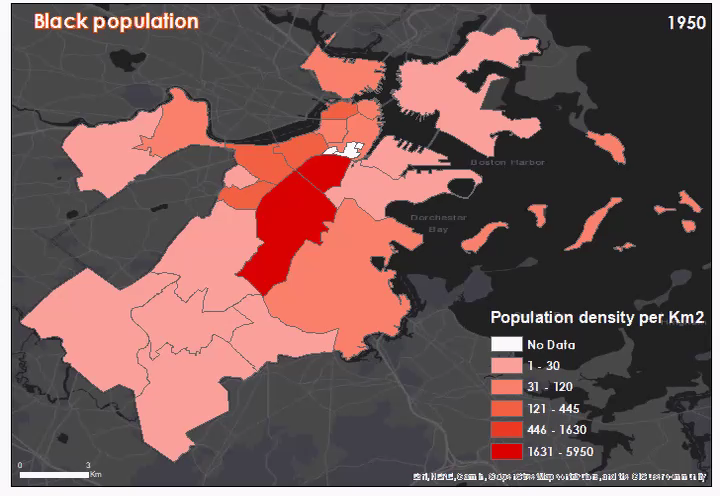 Black population
1950
Boston Harbor
Dorchester
Bay
Population density per Km2
No Data
1 - 30
31 - 120
121 - 445
446 - 1630
1631 - 5950
0 3
Km